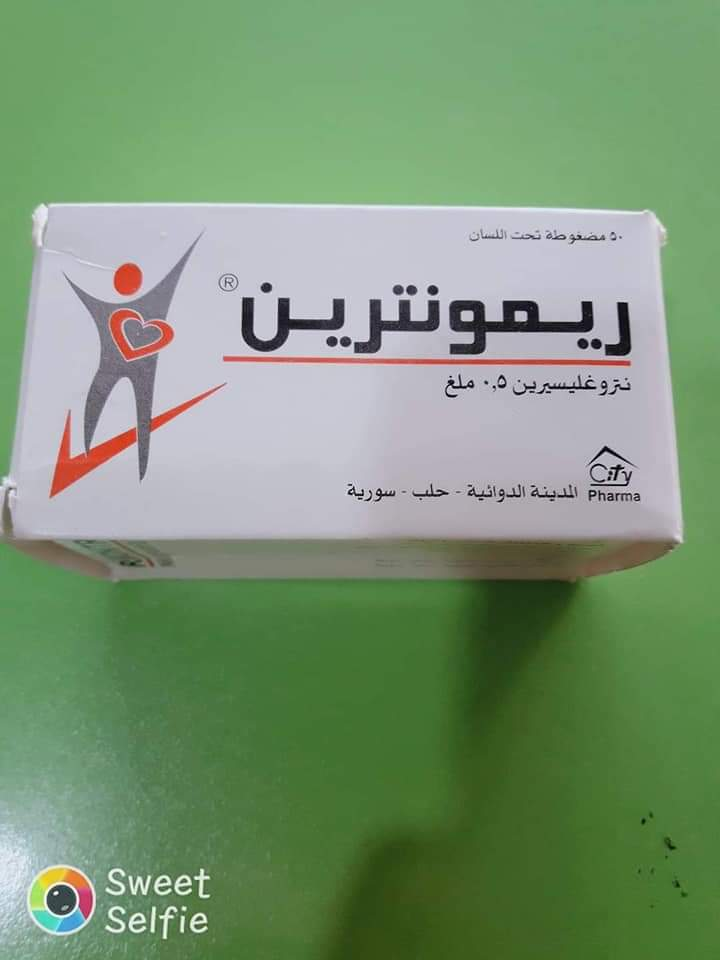 ٥٠ مضغوطة تحت اللسان
ريمونترين®
نتروغليسيرين ٠,٥ ملغ
City
Pharma
المدينة الدوائية - حلب - سورية
Sweet
Selfie